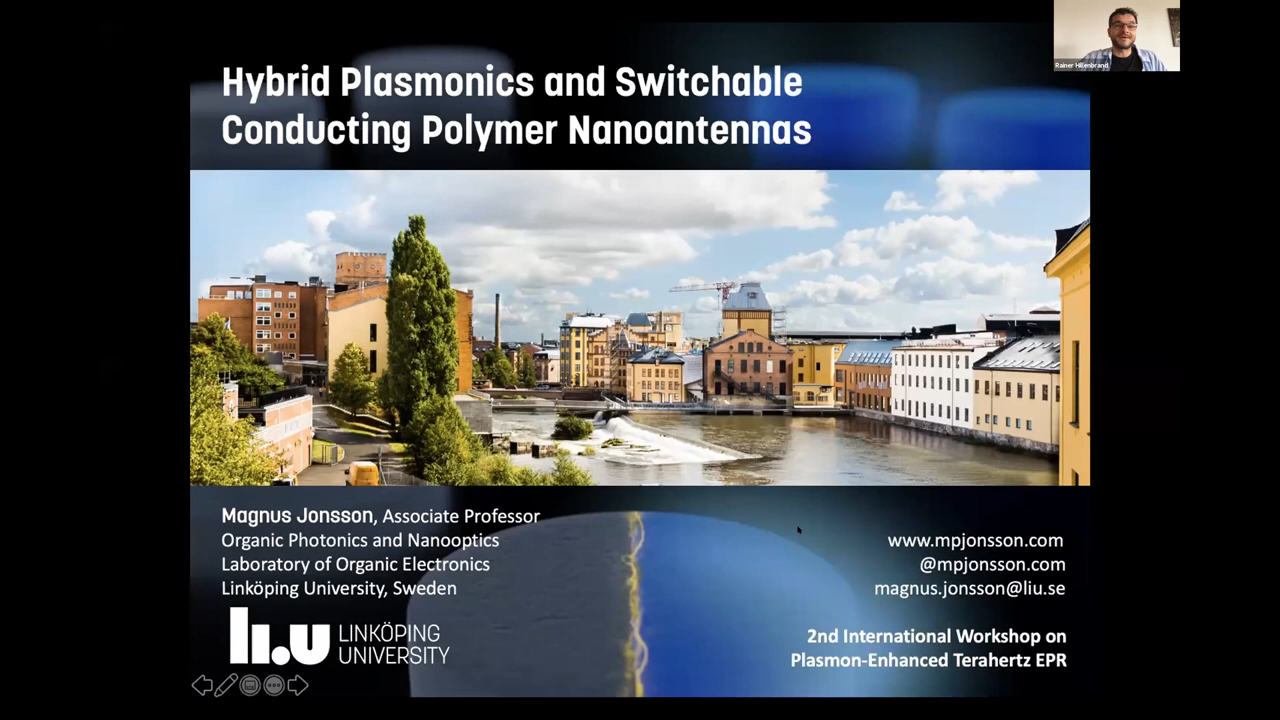 Rainer Hillenbrand
Hybrid Plasmonics and Switchable
Conducting Polymer Nanoantennas
Magnus Jonsson, Associate Professor
Organic Photonics and Nanooptics
Laboratory of Organic Electronics
Linköping University, Sweden
www.mpjonsson.com
@mpjonsson.com
magnus.jonsson@liu.se
li.u LINKÖPING
UNIVERSITY
2nd International Workshop on
Plasmon-Enhanced Terahertz EPR